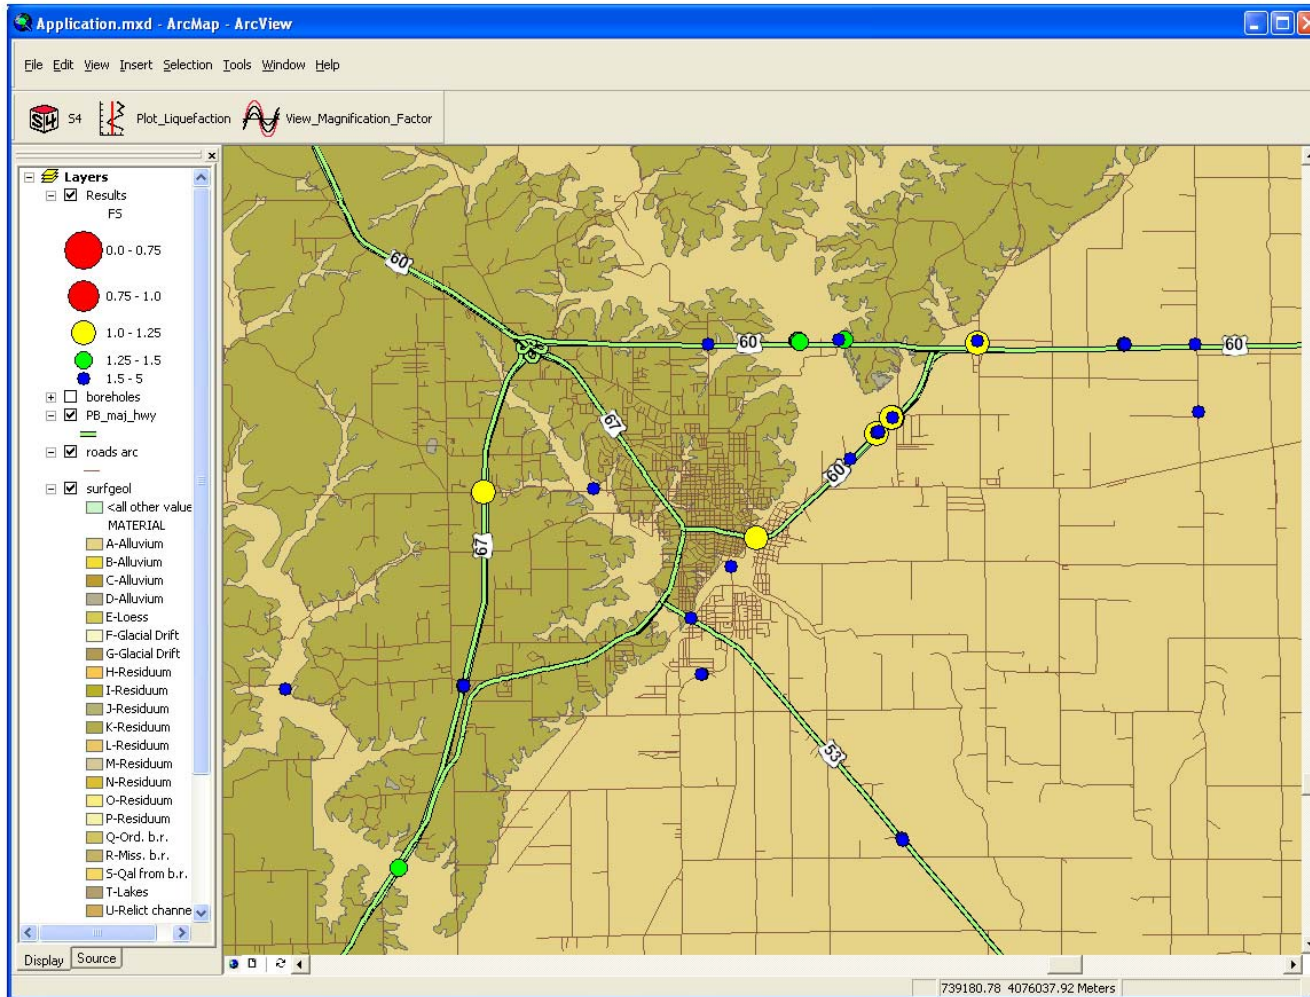 Application.mxd - ArcMap - ArcView
File Edit View Insert Selection Tools Window Help
S4 S4 Plot_Liquefaction View_Magnification_Factor
Layers
Results
FS
0.0 - 0.75
0.75 - 1.0
1.0 - 1.25
1.25 - 1.5
1.5 - 5
boreholes
PB_maj_hwy
roads arc
surfgeol
<all other value
MATERIAL
A-Alluvium
B-Alluvium
C-Alluvium
D-Alluvium
E-Loess
F-Glacial Drift
G-Glacial Drift
H-Residuum
I-Residuum
J-Residuum
K-Residuum
L-Residuum
M-Residuum
N-Residuum
O-Residuum
P-Residuum
Q-Ord. b.r.
R-Miss. b.r.
S-Qal from b.r.
T-Lakes
U-Relict channe
Display Source
60
60
60
67
60
67
53
739180.78 4076037.92 Meters